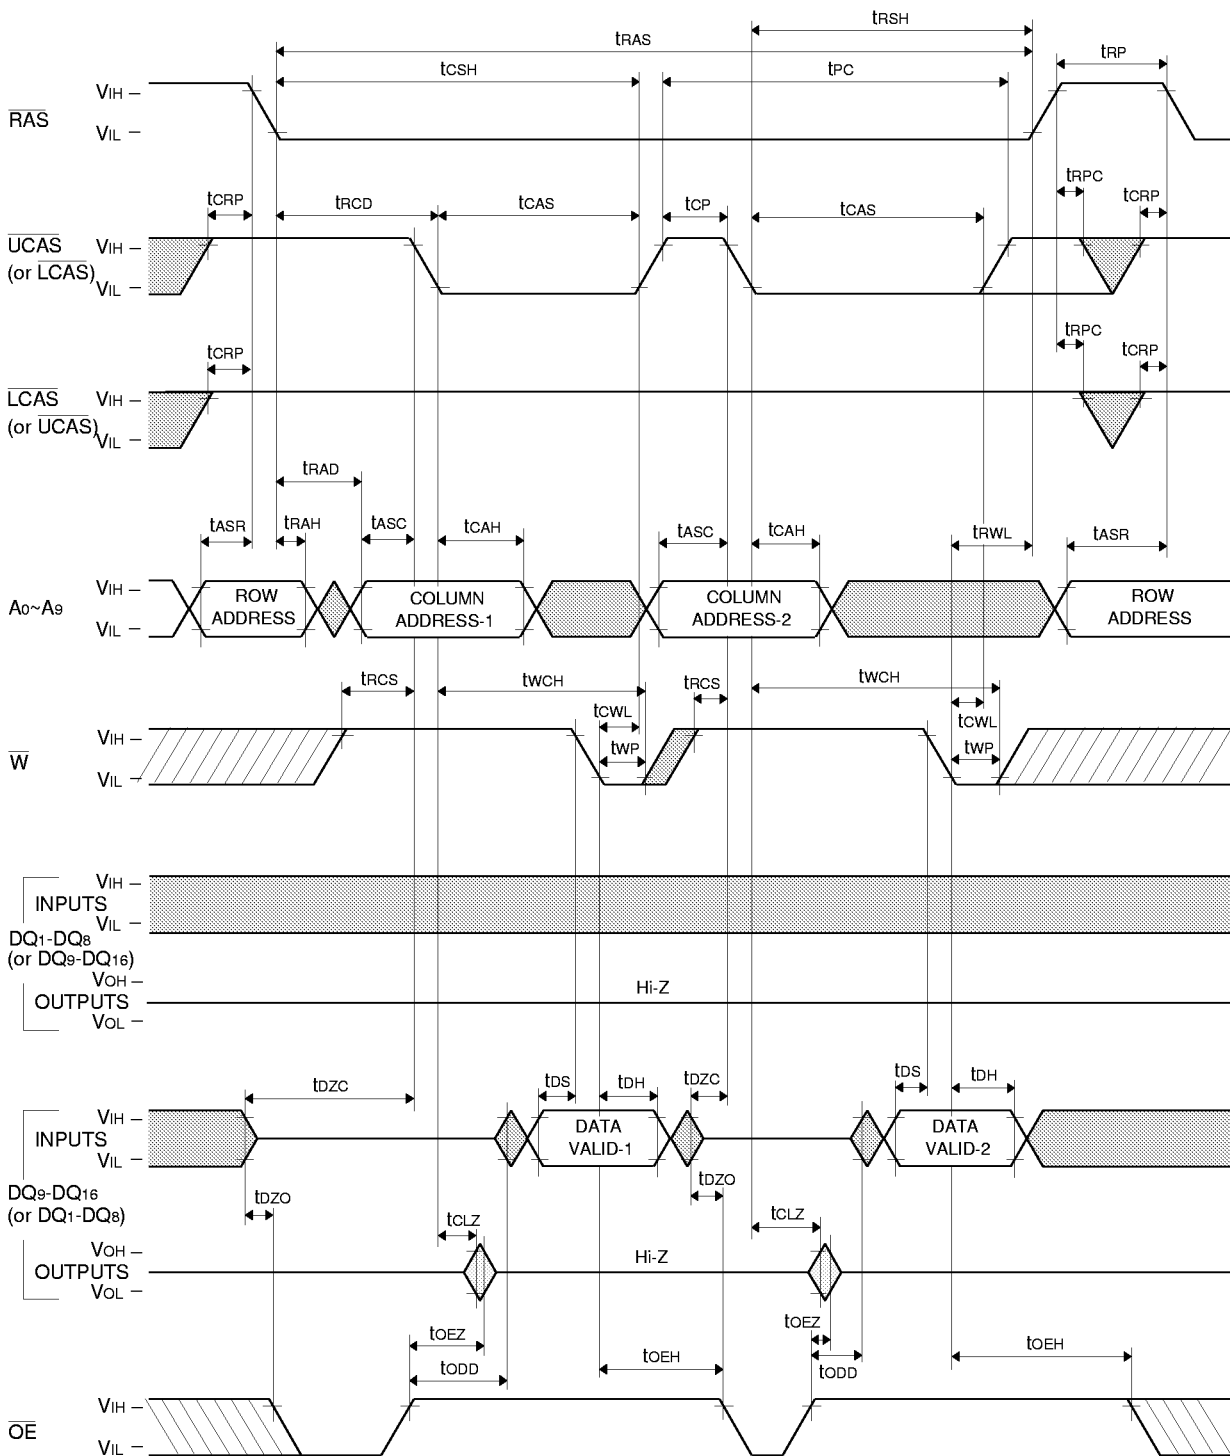 tRSH
tRAS
tCSH tPC tRP
RAS VIH
VIL
tRPC
tCRP tRCD tCAS tCP tCAS tCRP
UCAS VIH
(or LCAS) VIL
tRPC
tCRP tCRP
LCAS VIH
(or UCAS) VIL
tRAD
tASR tRAH tASC tCAH tASC tCAH tRWL tASR
A0~A9 VIH
VIL
ROW ADDRESS
COLUMN ADDRESS-1
COLUMN ADDRESS-2
ROW ADDRESS
tRCS tWCH tRCS tWCH
tCWL tCWL
tWP tWP
W VIH
VIL
VIH
INPUTS
VIL
DQ1-DQ8
(or DQ9-DQ16)
VOH
OUTPUTS Hi-Z
VOL
tDZC tDS tDH tDZC tDS tDH
VIH
INPUTS
VIL
DATA VALID-1
DATA VALID-2
DQ9-DQ16
(or DQ1-DQ8)
tDZO tDZO
tCLZ tCLZ
VOH
OUTPUTS Hi-Z
VOL
tOEZ tOEZ
tODD tOEH tODD tOEH
OE VIH
VIL